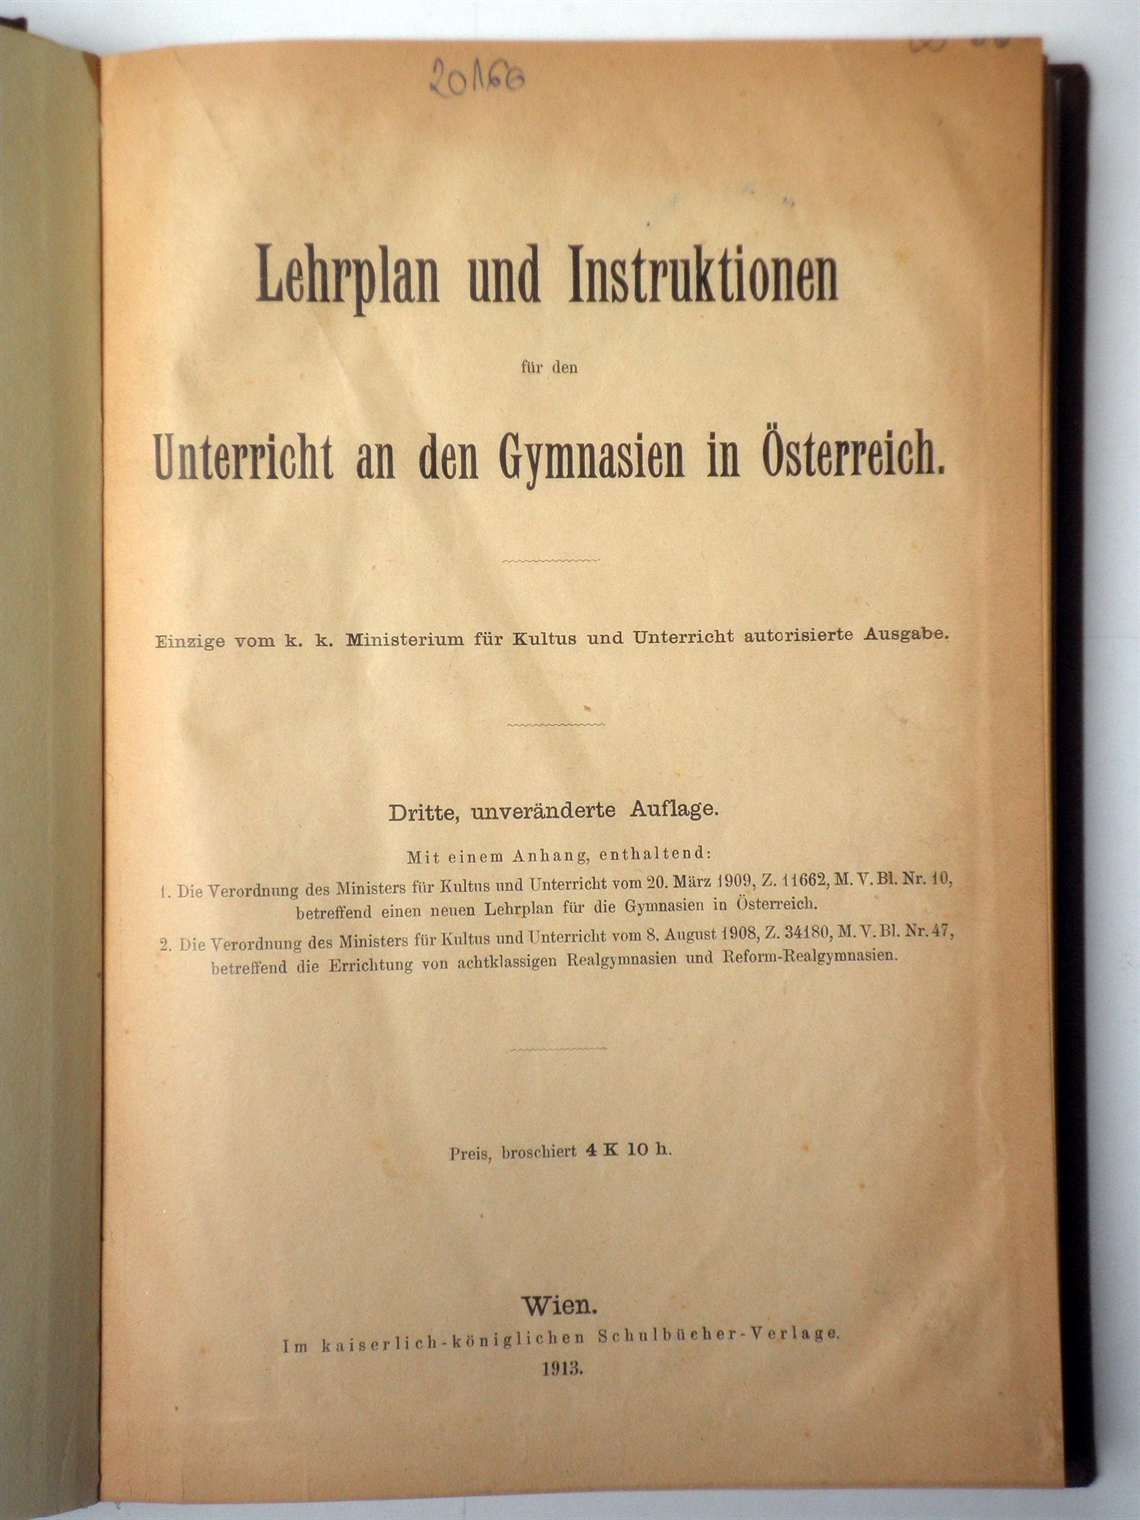 20166
Lehrplan und Instruktionen
für den
Unterricht an den Gymnasien in Österreich.
Einzige vom k. k. Ministerium für Kultus und Unterricht autorisierte Ausgabe.
Dritte, unveränderte Auflage.
Mit einem Anhang, enthaltend:
1. Die Verordnung des Ministers für Kultus und Unterricht vom 20. März 1909, Z. 11662, M. V. Bl. Nr. 10,
betreffend einen neuen Lehrplan für die Gymnasien in Österreich.
2. Die Verordnung des Ministers für Kultus und Unterricht vom 8. August 1908, Z. 34180, M. V. Bl. Nr. 47,
betreffend die Errichtung von achtklassigen Realgymnasien und Reform-Realgymnasien.
Preis, broschiert 4 K 10 h.
Wien.
Im kaiserlich-königlichen Schulbücher-Verlage.
1913.